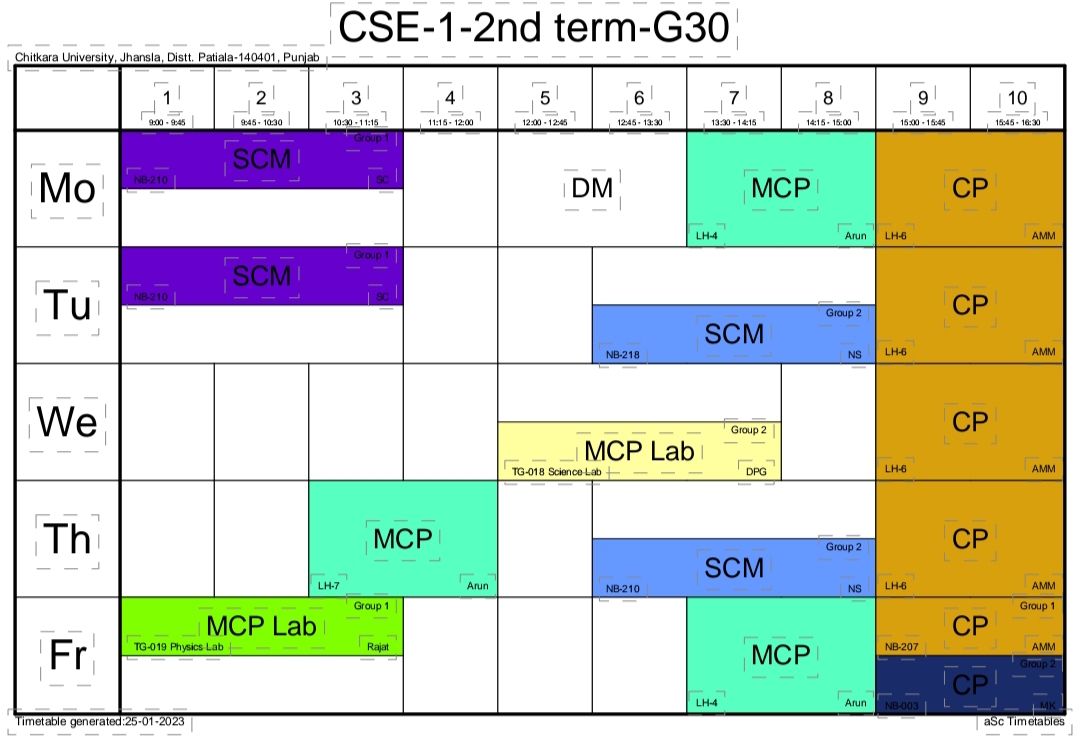 CSE-1-2nd term-G30
Chitkara University, Jhansla, Distt. Patiala-140401, Punjab
1 2 3 4 5 6 7 8 9 10
9:00 - 9:45 9:45 - 10:30 10:30 - 11:15 11:15 - 12:00 12:00 - 12:45 12:45 - 13:30 13:30 - 14:15 14:15 - 15:00 15:00 - 15:45 15:45 - 16:30
Group 1
SCM
NB-210 SC
Mo
DM
MCP
LH-4 Arun
CP
LH-6 AMM
Group 1
SCM
NB-210 SC
Tu
Group 2
SCM
NB-218 NS
CP
LH-6 AMM
We
Group 2
MCP Lab
TG-018 Science Lab DPG
CP
LH-6 AMM
Th
MCP
LH-7 Arun
Group 2
SCM
NB-210 NS
CP
LH-6 AMM
Fr
Group 1
MCP Lab
TG-019 Physics Lab Rajat
MCP
LH-4 Arun
Group 1
CP
NB-207 AMM
Group 2
CP
NB-003 MK
Timetable generated:25-01-2023 aSc Timetables